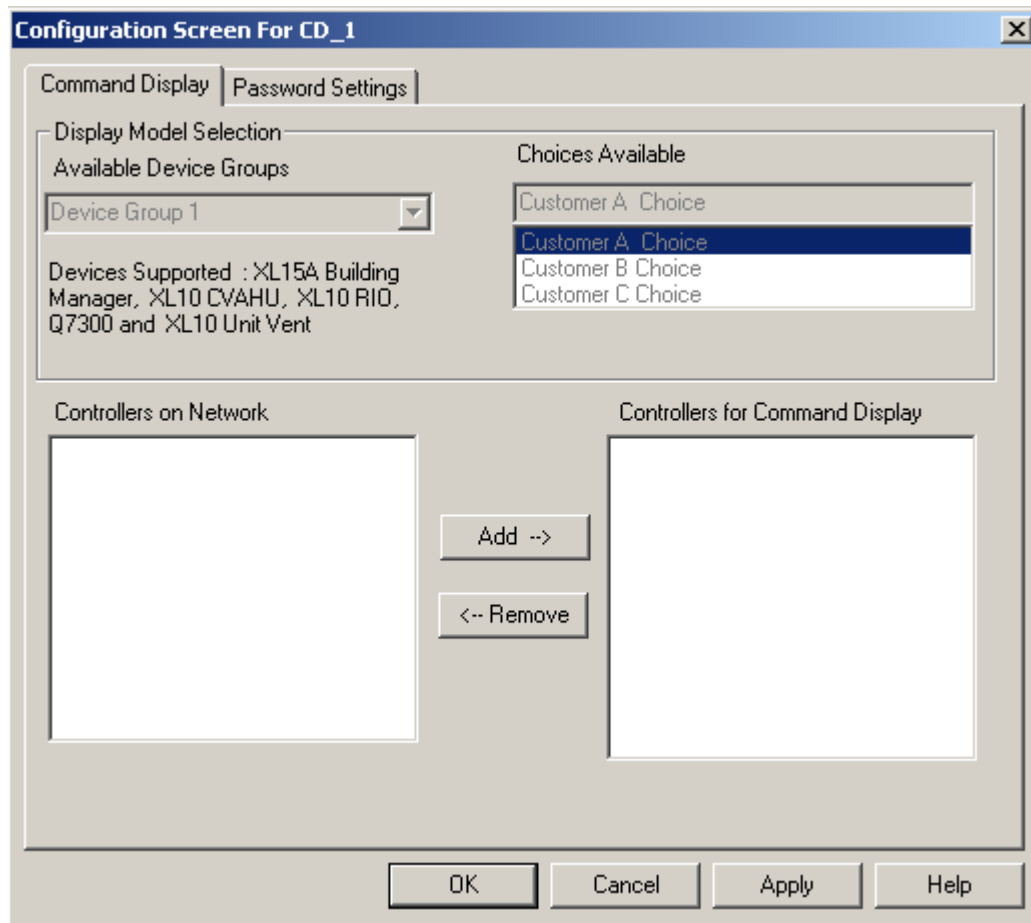 Configuration Screen For CD_1
Command Display
Password Settings
Display Model Selection
Available Device Groups
Choices Available
Device Group 1
Customer A  Choice
Customer A  Choice
Customer B Choice
Customer C Choice
Devices Supported  : XL15A Building
Manager, XL10 CVAHU, XL10 RIO,
Q7300 and XL10 Unit Vent
Controllers on Network
Controllers for Command Display
Add -->
<-- Remove
OK
Cancel
Apply
Help